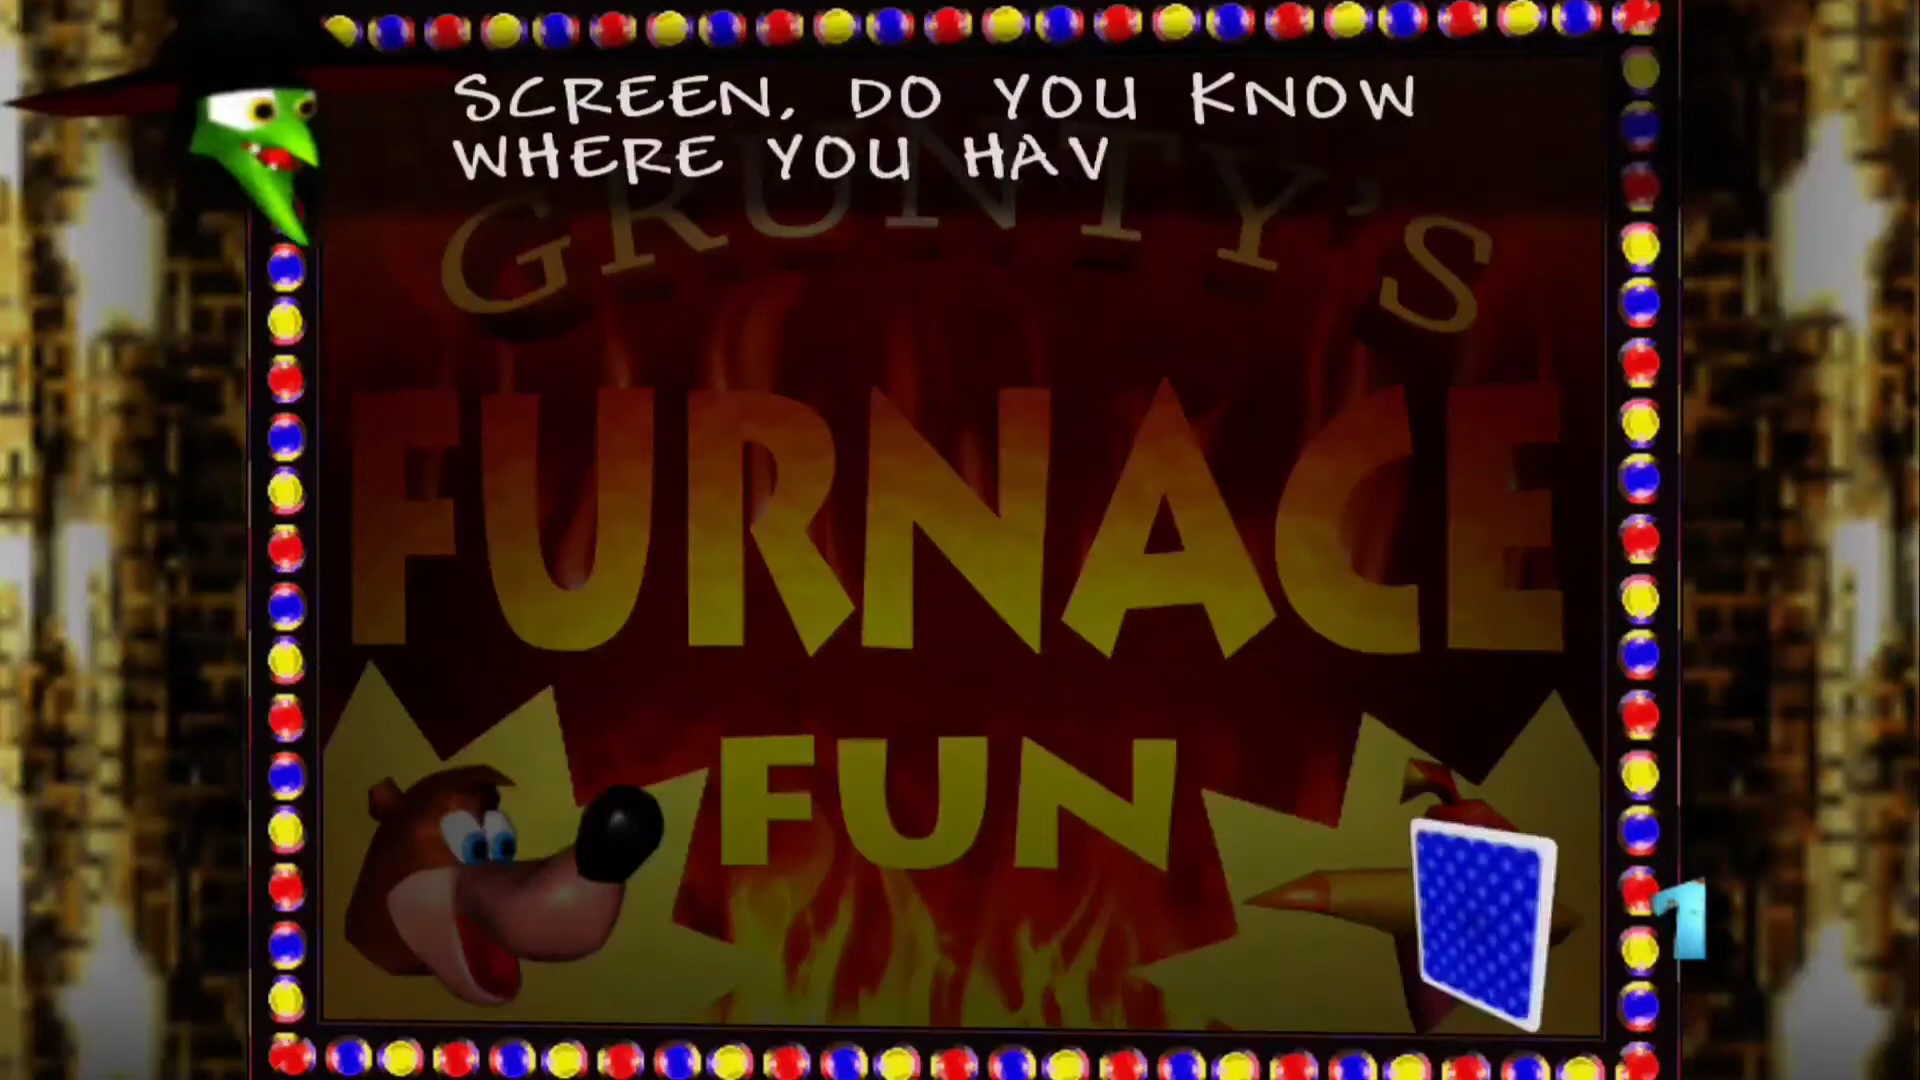 SCREEN, DO YOU KNOW
WHERE YOU HAV
GRUNTY'S
FURNACE
FUN
1